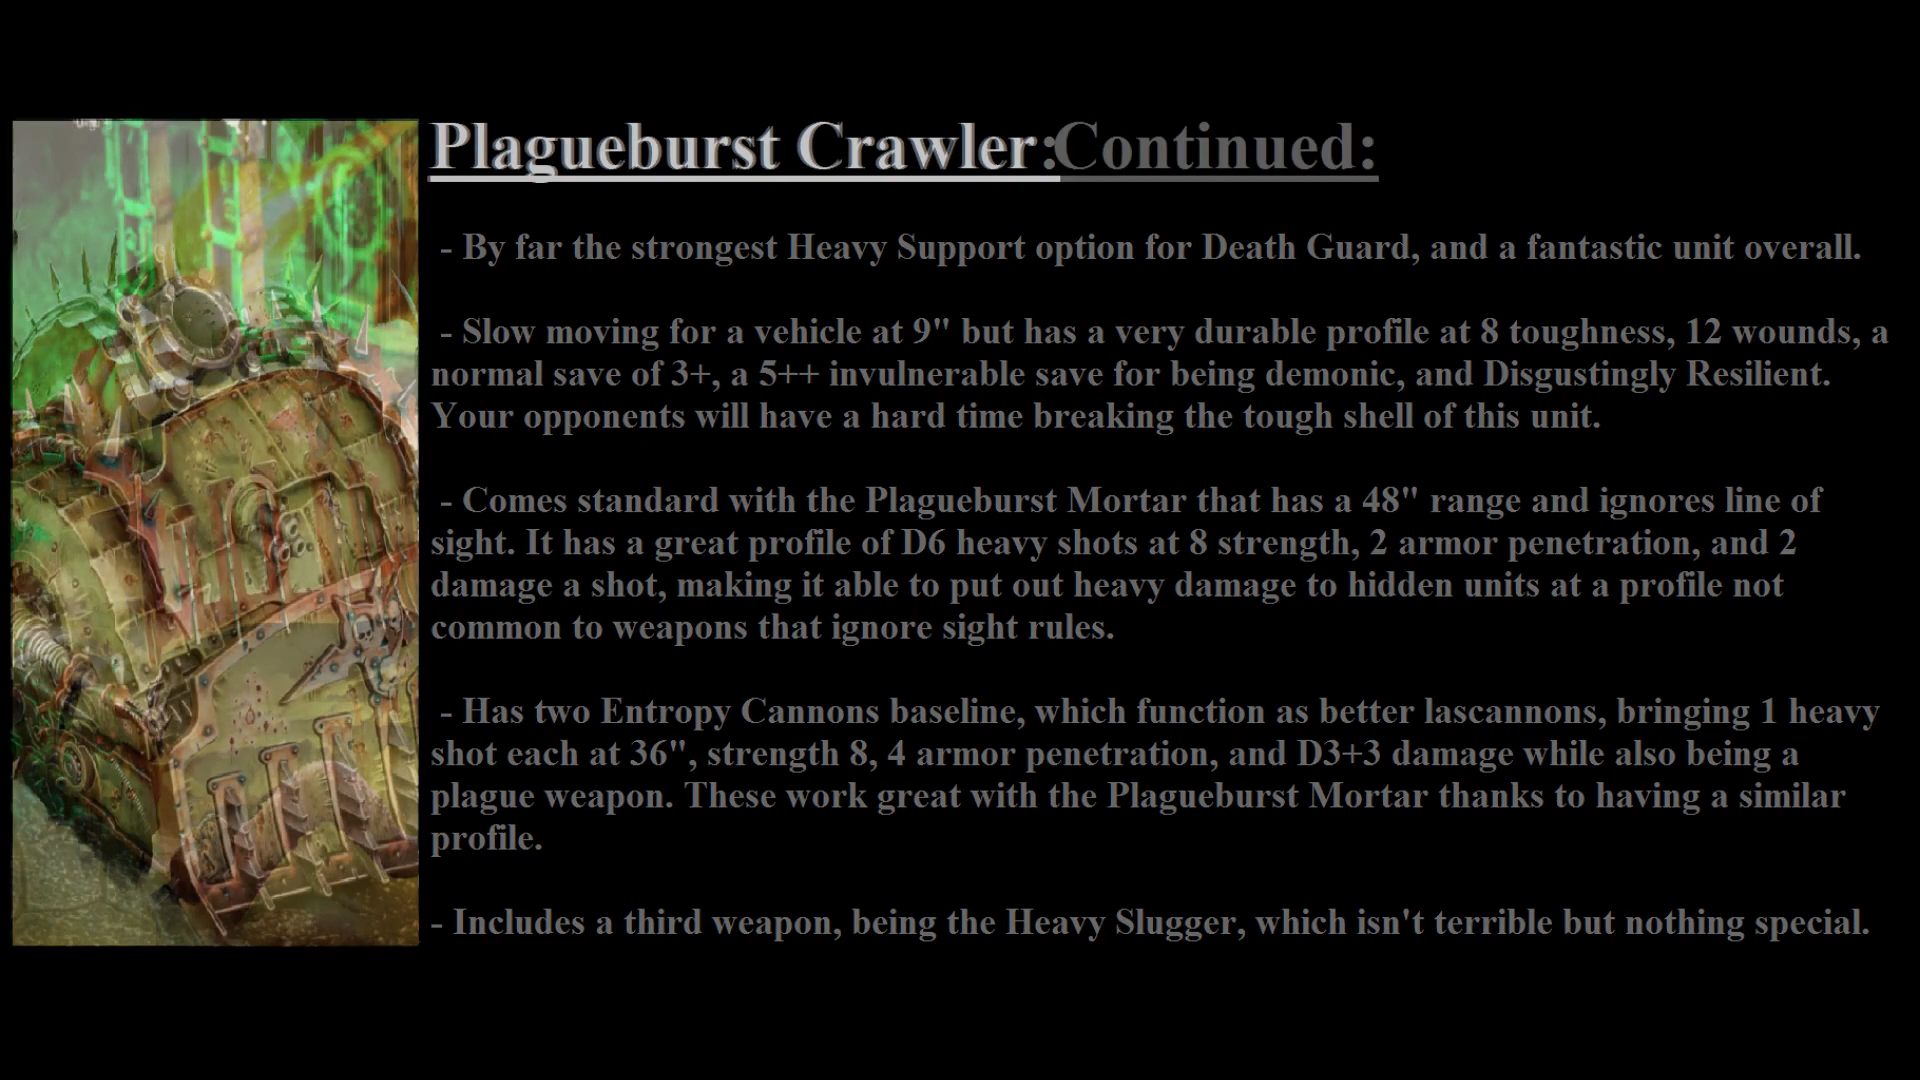 Plagueburst Crawler:Continued:
- By far the strongest Heavy Support option for Death Guard, and a fantastic unit overall.
- Slow moving for a vehicle at 9" but has a very durable profile at 8 toughness, 12 wounds, a
normal save of 3+, a 5++ invulnerable save for being demonic, and Disgustingly Resilient.
Your opponents will have a hard time breaking the tough shell of this unit.
- Comes standard with the Plagueburst Mortar that has a 48" range and ignores line of
sight. It has a great profile of D6 heavy shots at 8 strength, 2 armor penetration, and 2
damage a shot, making it able to put out heavy damage to hidden units at a profile not
common to weapons that ignore sight rules.
- Has two Entropy Cannons baseline, which function as better lascannons, bringing 1 heavy
shot each at 36", strength 8, 4 armor penetration, and D3+3 damage while also being a
plague weapon. These work great with the Plagueburst Mortar thanks to having a similar
profile.
- Includes a third weapon, being the Heavy Slugger, which isn't terrible but nothing special.